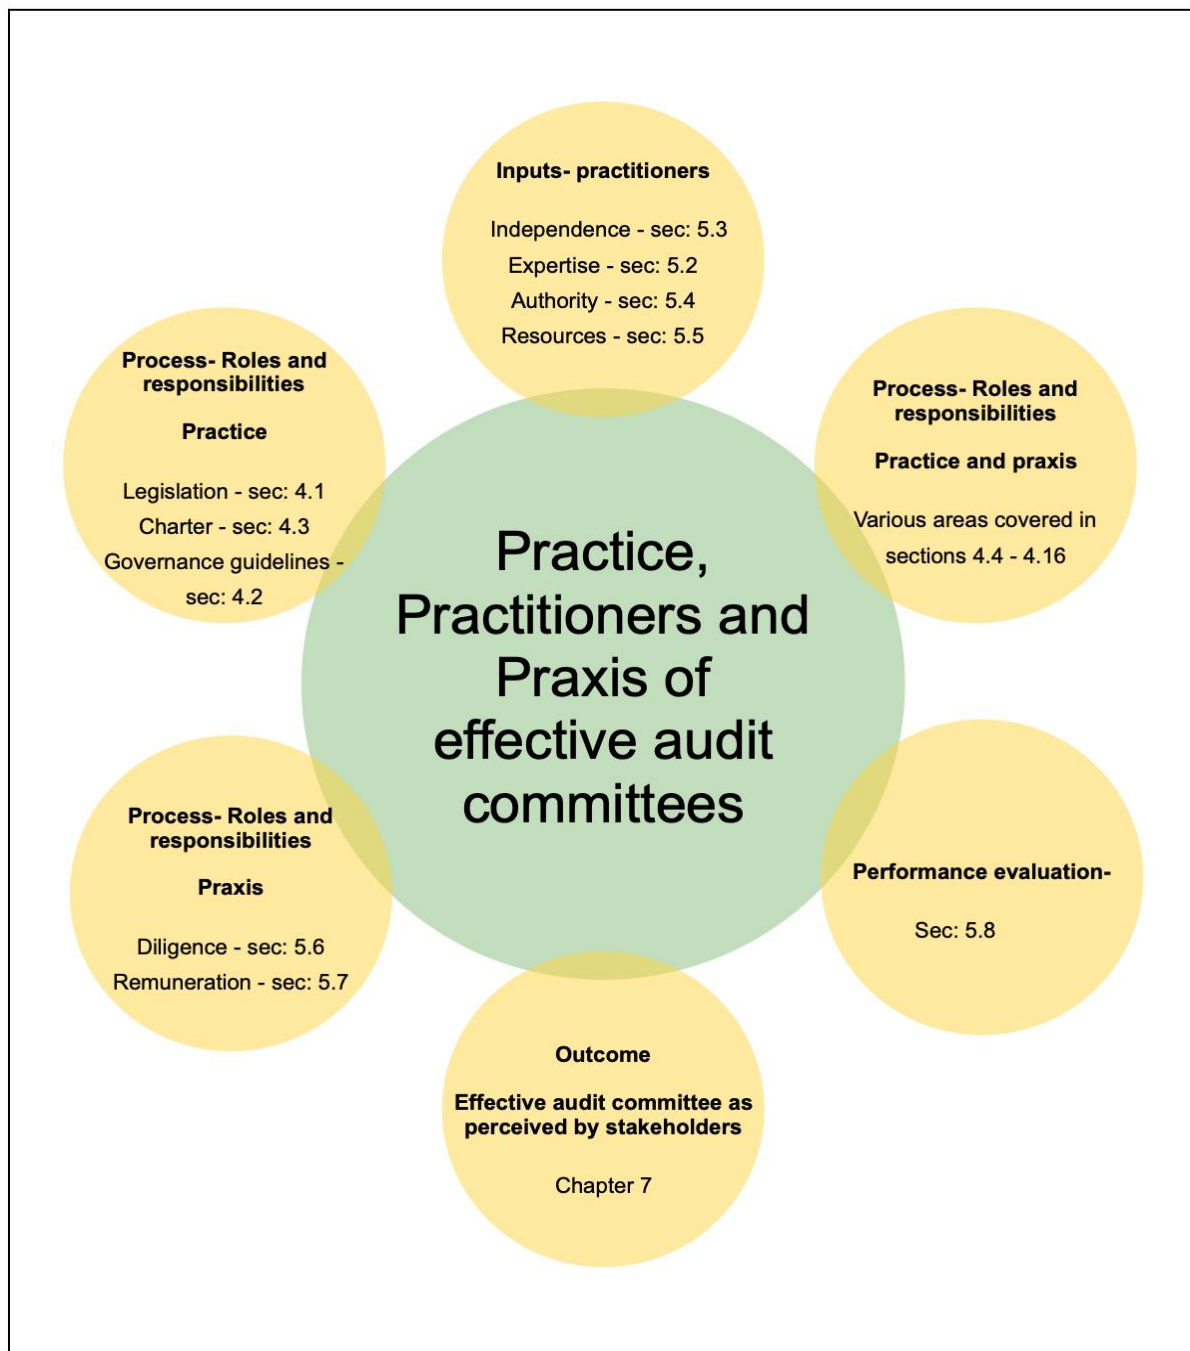 Inputs- practitioners
Independence - sec: 5.3
Expertise - sec: 5.2
Authority - sec: 5.4
Resources - sec: 5.5
Process- Roles and
responsibilities
Practice
Legislation - sec: 4.1
Charter - sec: 4.3
Governance guidelines -
sec: 4.2
Process- Roles and
responsibilities
Practice and praxis
Various areas covered in
sections 4.4 - 4.16
Practice,
Practitioners and
Praxis of
effective audit
committees
Process- Roles and
responsibilities
Praxis
Diligence - sec: 5.6
Remuneration - sec: 5.7
Performance evaluation-
Sec: 5.8
Outcome
Effective audit committee as
perceived by stakeholders
Chapter 7